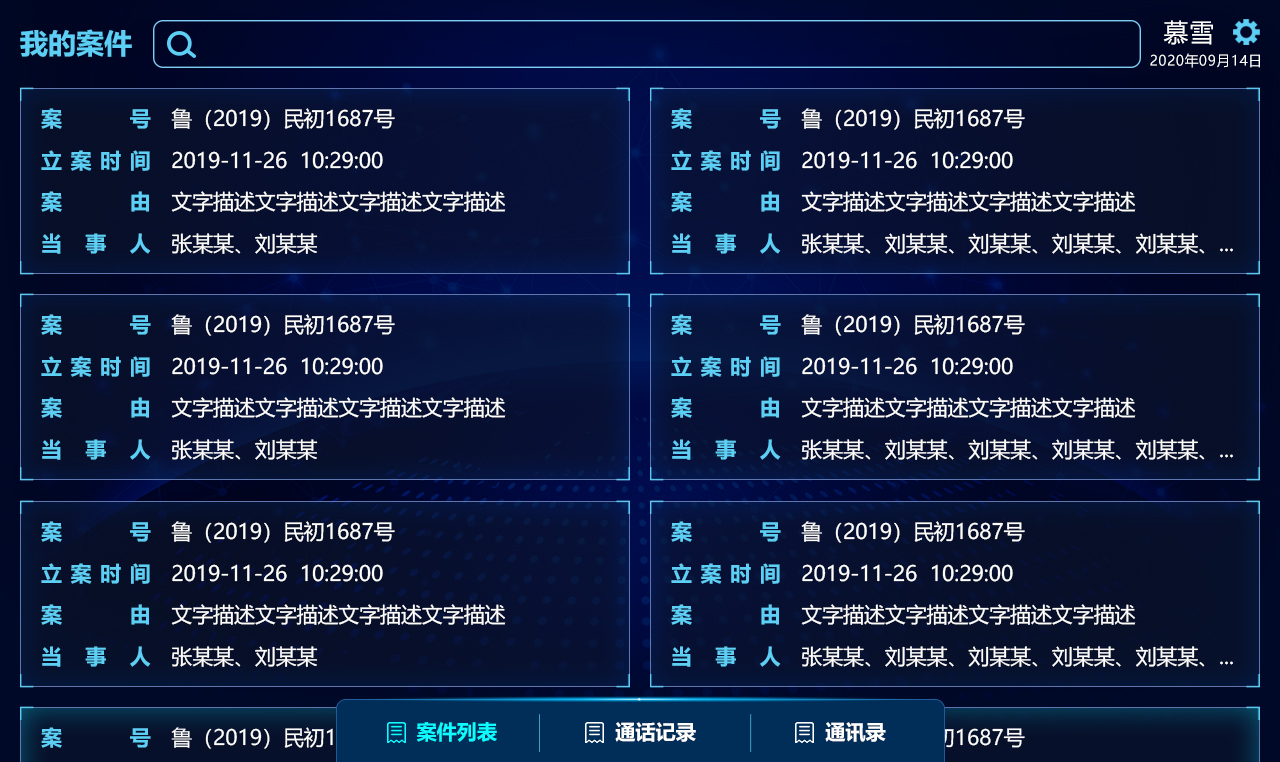 我的案件
慕雪
2020年09月14日
案号 鲁（2019）民初1687号
立案时间 2019-11-26 10:29:00
案由 文字描述文字描述文字描述文字描述
当事人 张某某、刘某某
案号 鲁（2019）民初1687号
立案时间 2019-11-26 10:29:00
案由 文字描述文字描述文字描述文字描述
当事人 张某某、刘某某、刘某某、刘某某、刘某某、...
案号 鲁（2019）民初1687号
立案时间 2019-11-26 10:29:00
案由 文字描述文字描述文字描述文字描述
当事人 张某某、刘某某
案号 鲁（2019）民初1687号
立案时间 2019-11-26 10:29:00
案由 文字描述文字描述文字描述文字描述
当事人 张某某、刘某某、刘某某、刘某某、刘某某、...
案号 鲁（2019）民初1687号
立案时间 2019-11-26 10:29:00
案由 文字描述文字描述文字描述文字描述
当事人 张某某、刘某某
案号 鲁（2019）民初1687号
立案时间 2019-11-26 10:29:00
案由 文字描述文字描述文字描述文字描述
当事人 张某某、刘某某、刘某某、刘某某、刘某某、...
案号 鲁（2019）民初1
1687号
案件列表
通话记录
通讯录